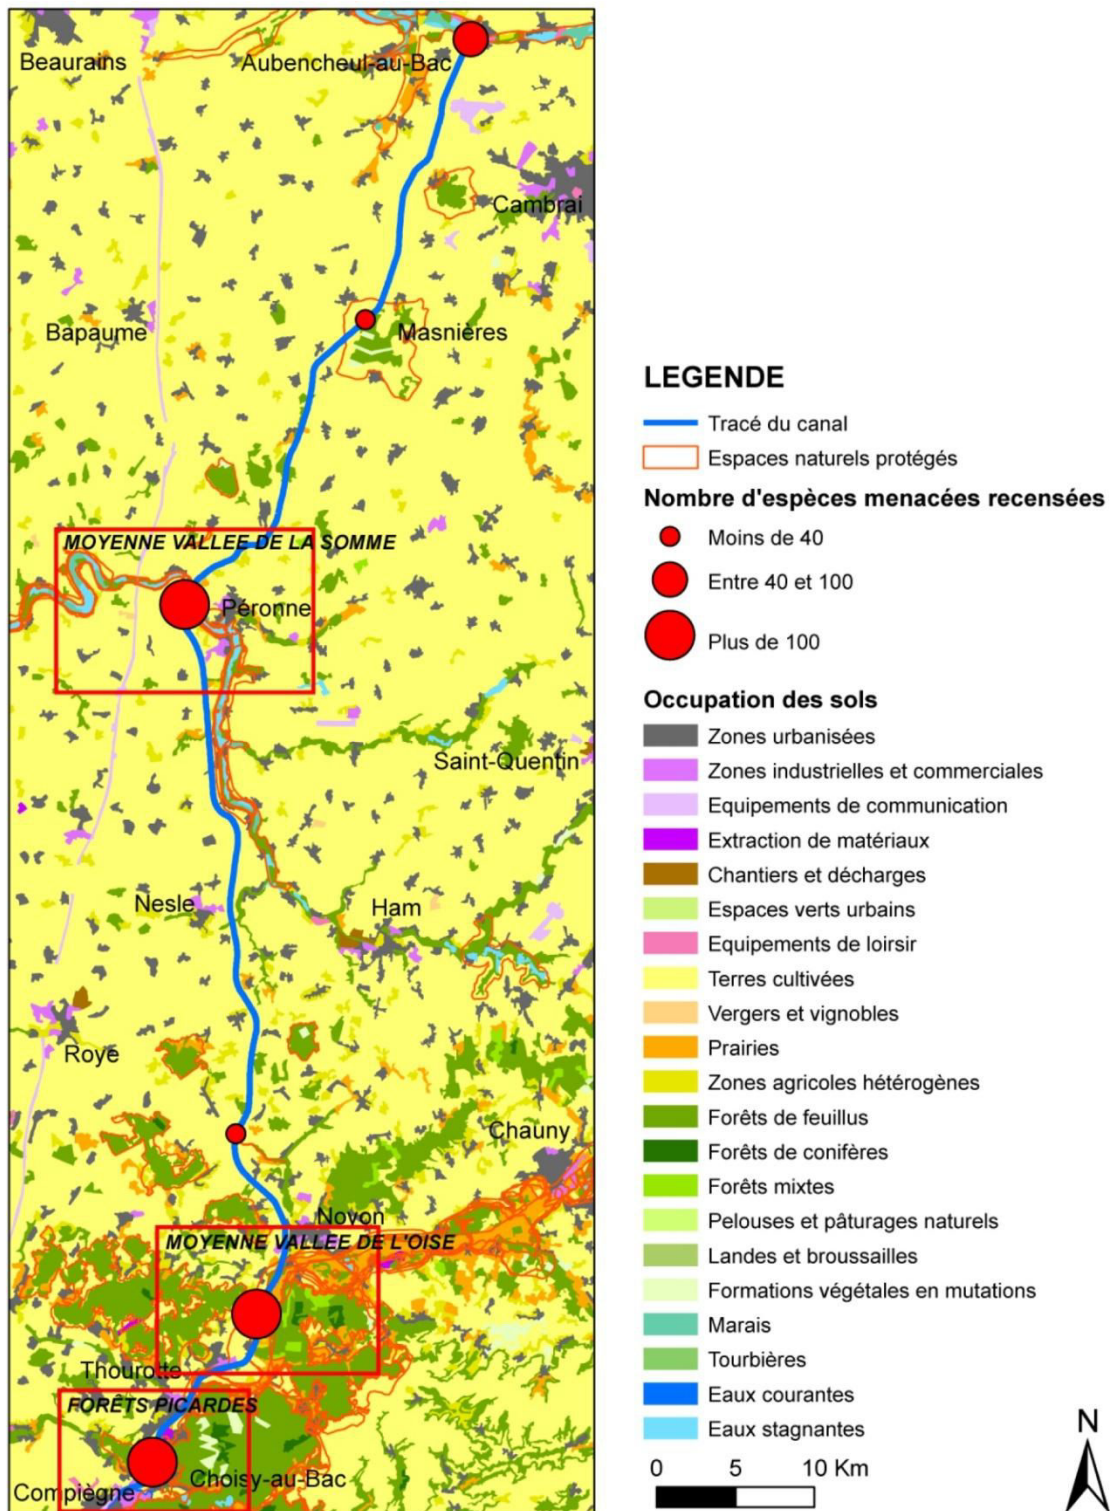 Beaurains
Aubencheul-au-Bac
Cambrai
Bapaume
Masnières
MOYENNE VALLEE DE LA SOMME
Péronne
Saint-Quentin
Nesle
Ham
Roye
Chauny
Noyon
MOYENNE VALLEE DE L'OISE
Thourotte
FORÊTS PICARDES
Choisy-au-Bac
Compiègne
LEGENDE
Tracé du canal
Espaces naturels protégés
Nombre d'espèces menacées recensées
Moins de 40
Entre 40 et 100
Plus de 100
Occupation des sols
Zones urbanisées
Zones industrielles et commerciales
Equipements de communication
Extraction de matériaux
Chantiers et décharges
Espaces verts urbains
Equipements de loirsir
Terres cultivées
Vergers et vignobles
Prairies
Zones agricoles hétérogènes
Forêts de feuillus
Forêts de conifères
Forêts mixtes
Pelouses et pâturages naturels
Landes et broussailles
Formations végétales en mutations
Marais
Tourbières
Eaux courantes
Eaux stagnantes
0 5 10 Km
N